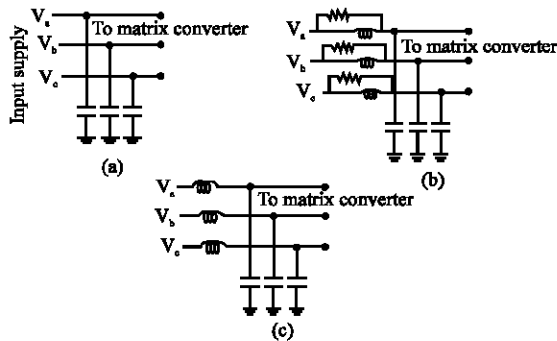 Input supply
Va
Vb
Vc
To matrix converter
(a)
Va
Vb
Vc
To matrix converter
(b)
Va
Vb
Vc
To matrix converter
(c)